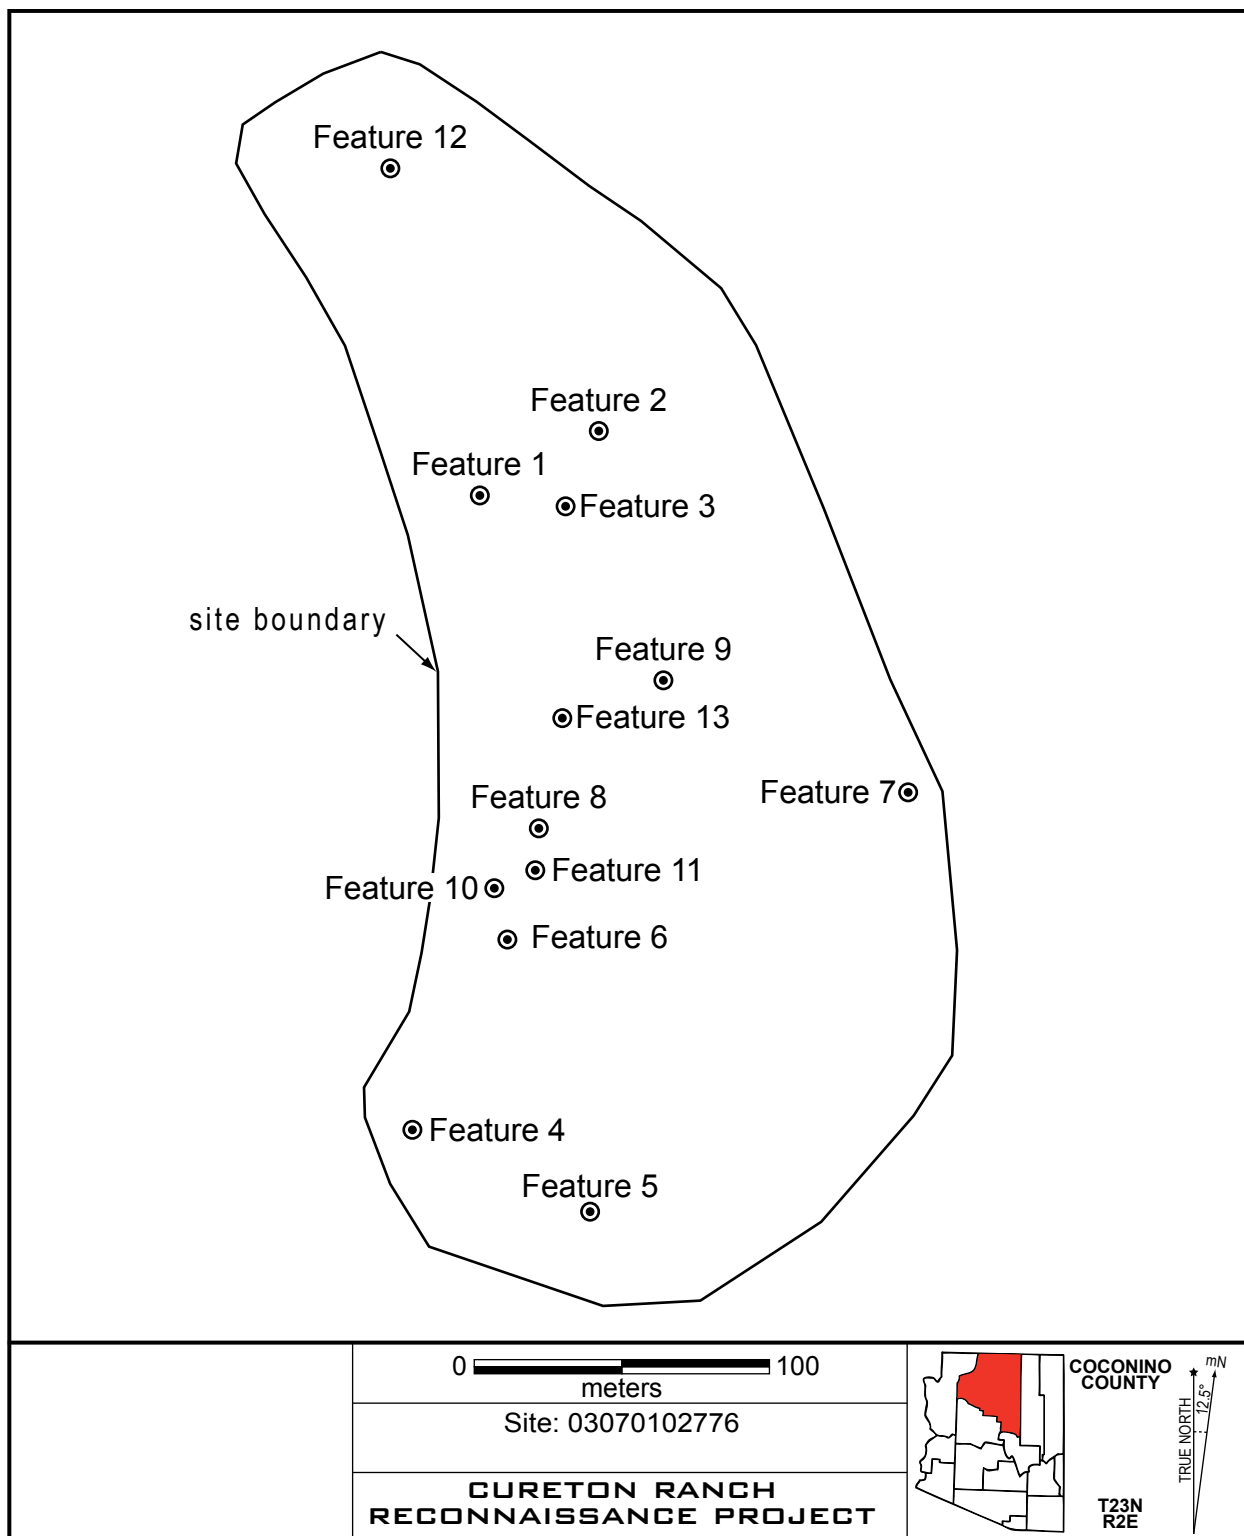 Feature 12
Feature 2
Feature 1
Feature 3
site boundary
Feature 9
Feature 13
Feature 7
Feature 8
Feature 11
Feature 10
Feature 6
Feature 4
Feature 5
0 100
meters
Site: 03070102776
CURETON RANCH
RECONNAISSANCE PROJECT
COCONINO
COUNTY
T23N
R2E
mN
12.5°
TRUE NORTH